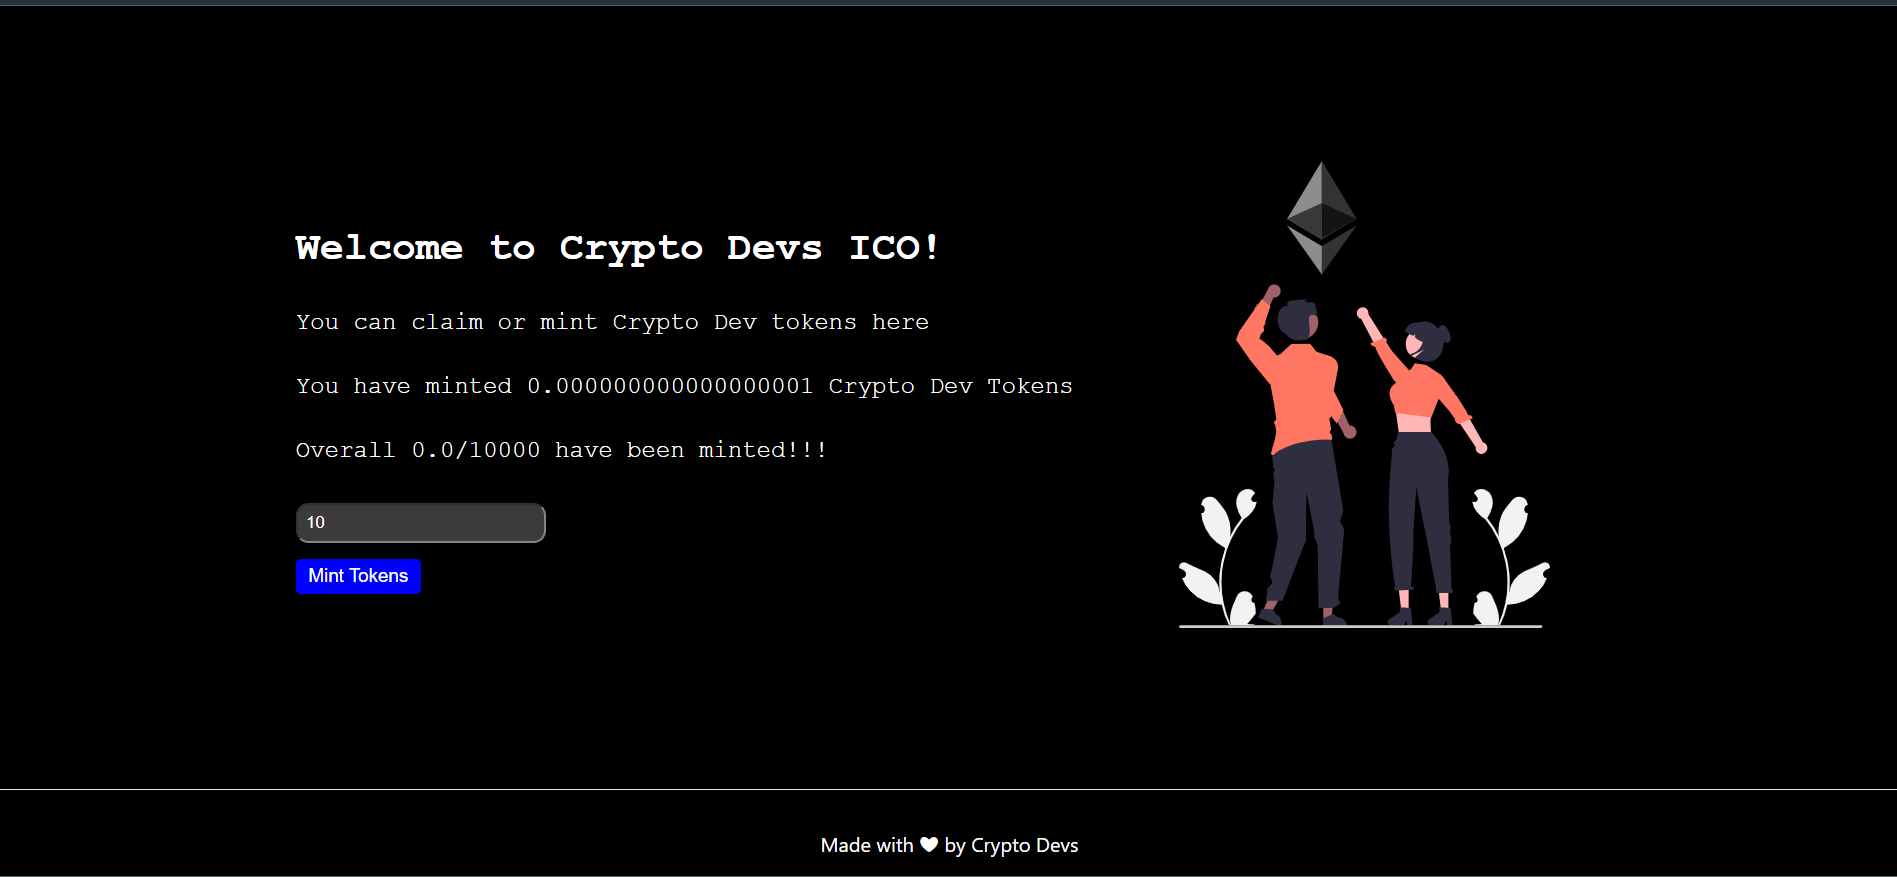 Welcome to Crypto Devs ICO!
You can claim or mint Crypto Dev tokens here
You have minted 0.000000000000000001 Crypto Dev Tokens
Overall 0.0/10000 have been minted!!!
10
Mint Tokens
Made with ♥ by Crypto Devs